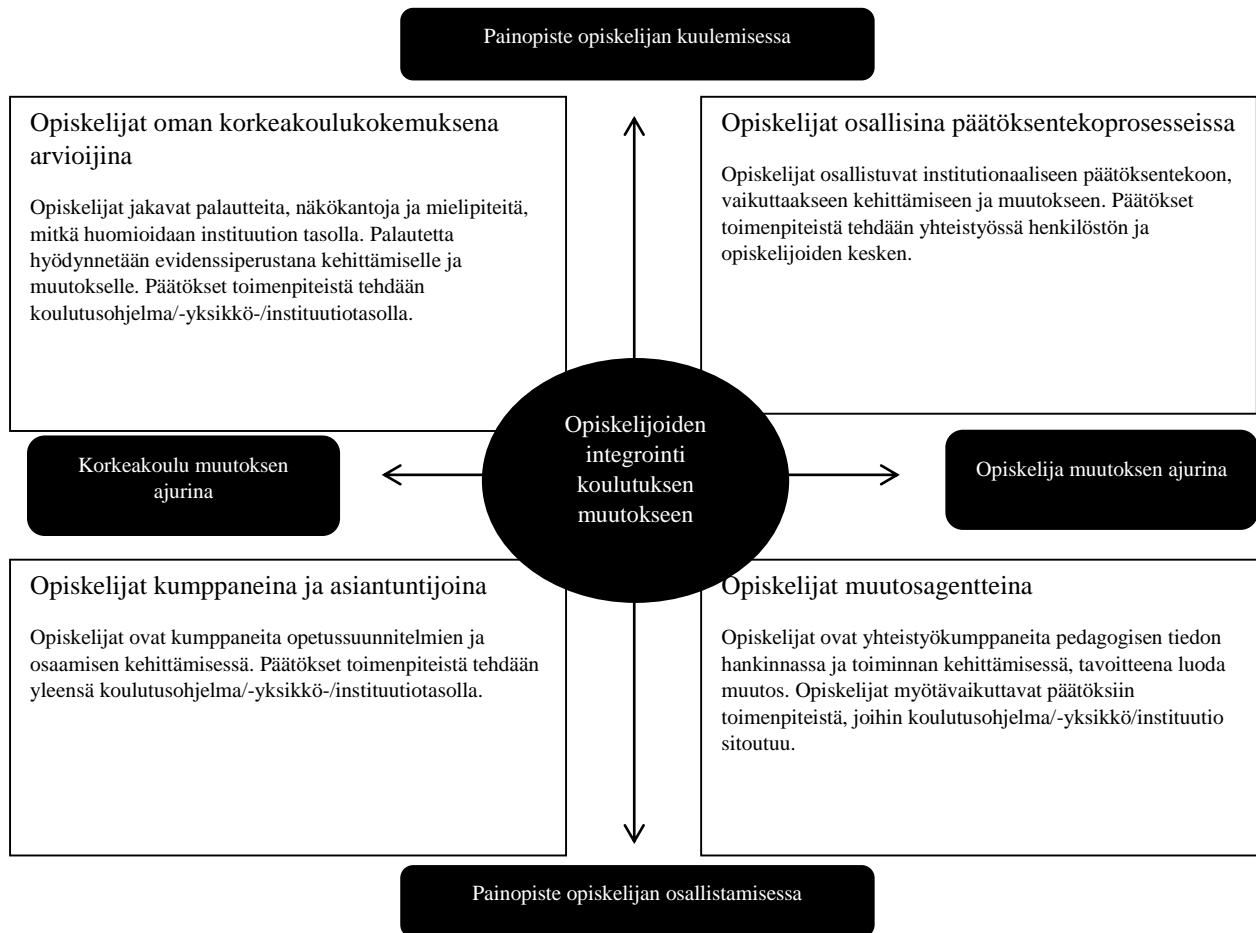 Painopiste opiskelijan kuulemisessa
Opiskelijat oman korkeakoulukokemuksena
arvioijina
Opiskelijat jakavat palautteita, näkökantoja ja mielipiteitä,
mitkä huomioidaan instituution tasolla. Palautetta
hyödynnetään evidenssiperustana kehittämiselle ja
muutokselle. Päätökset toimenpiteistä tehdään
koulutusohjelma/-yksikkö-/instituutiotasolla.
Opiskelijat osallisina päätöksentekoprosesseissa
Opiskelijat osallistuvat institutionaaliseen päätöksentekoon,
vaikuttaakseen kehittämiseen ja muutokseen. Päätökset
toimenpiteistä tehdään yhteistyössä henkilöstön ja
opiskelijoiden kesken.
Korkeakoulu muutoksen
ajurina
Opiskelijoiden
integrointi
koulutuksen
muutokseen
Opiskelija muutoksen ajurina
Opiskelijat kumppaneina ja asiantuntijoina
Opiskelijat ovat kumppaneita opetussuunnitelmien ja
osaamisen kehittämisessä. Päätökset toimenpiteistä tehdään
yleensä koulutusohjelma/-yksikkö-/instituutiotasolla.
Opiskelijat muutosagentteina
Opiskelijat ovat yhteistyökumppaneita pedagogisen tiedon
hankinnassa ja toiminnan kehittämisessä, tavoitteena luoda
muutos. Opiskelijat myötävaikuttavat päätöksiin
toimenpiteistä, joihin koulutusohjelma/-yksikkö/instituutio
sitoutuu.
Painopiste opiskelijan osallistamisessa